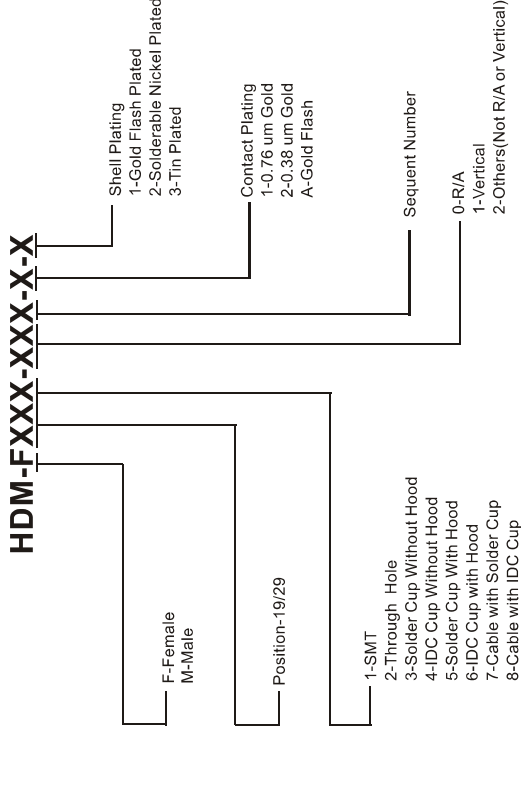 HDM-FXXX-XXX-X-X
F-Female
M-Male
Position-19/29
1-SMT
2-Through Hole
3-Solder Cup Without Hood
4-IDC Cup Without Hood
5-Solder Cup With Hood
6-IDC Cup with Hood
7-Cable with Solder Cup
8-Cable with IDC Cup
Shell Plating
1-Gold Flash Plated
2-Solderable Nickel Plated
3-Tin Plated
Contact Plating
1-0.76 um Gold
2-0.38 um Gold
A-Gold Flash
Sequent Number
0-R/A
1-Vertical
2-Others(Not R/A or Vertical)